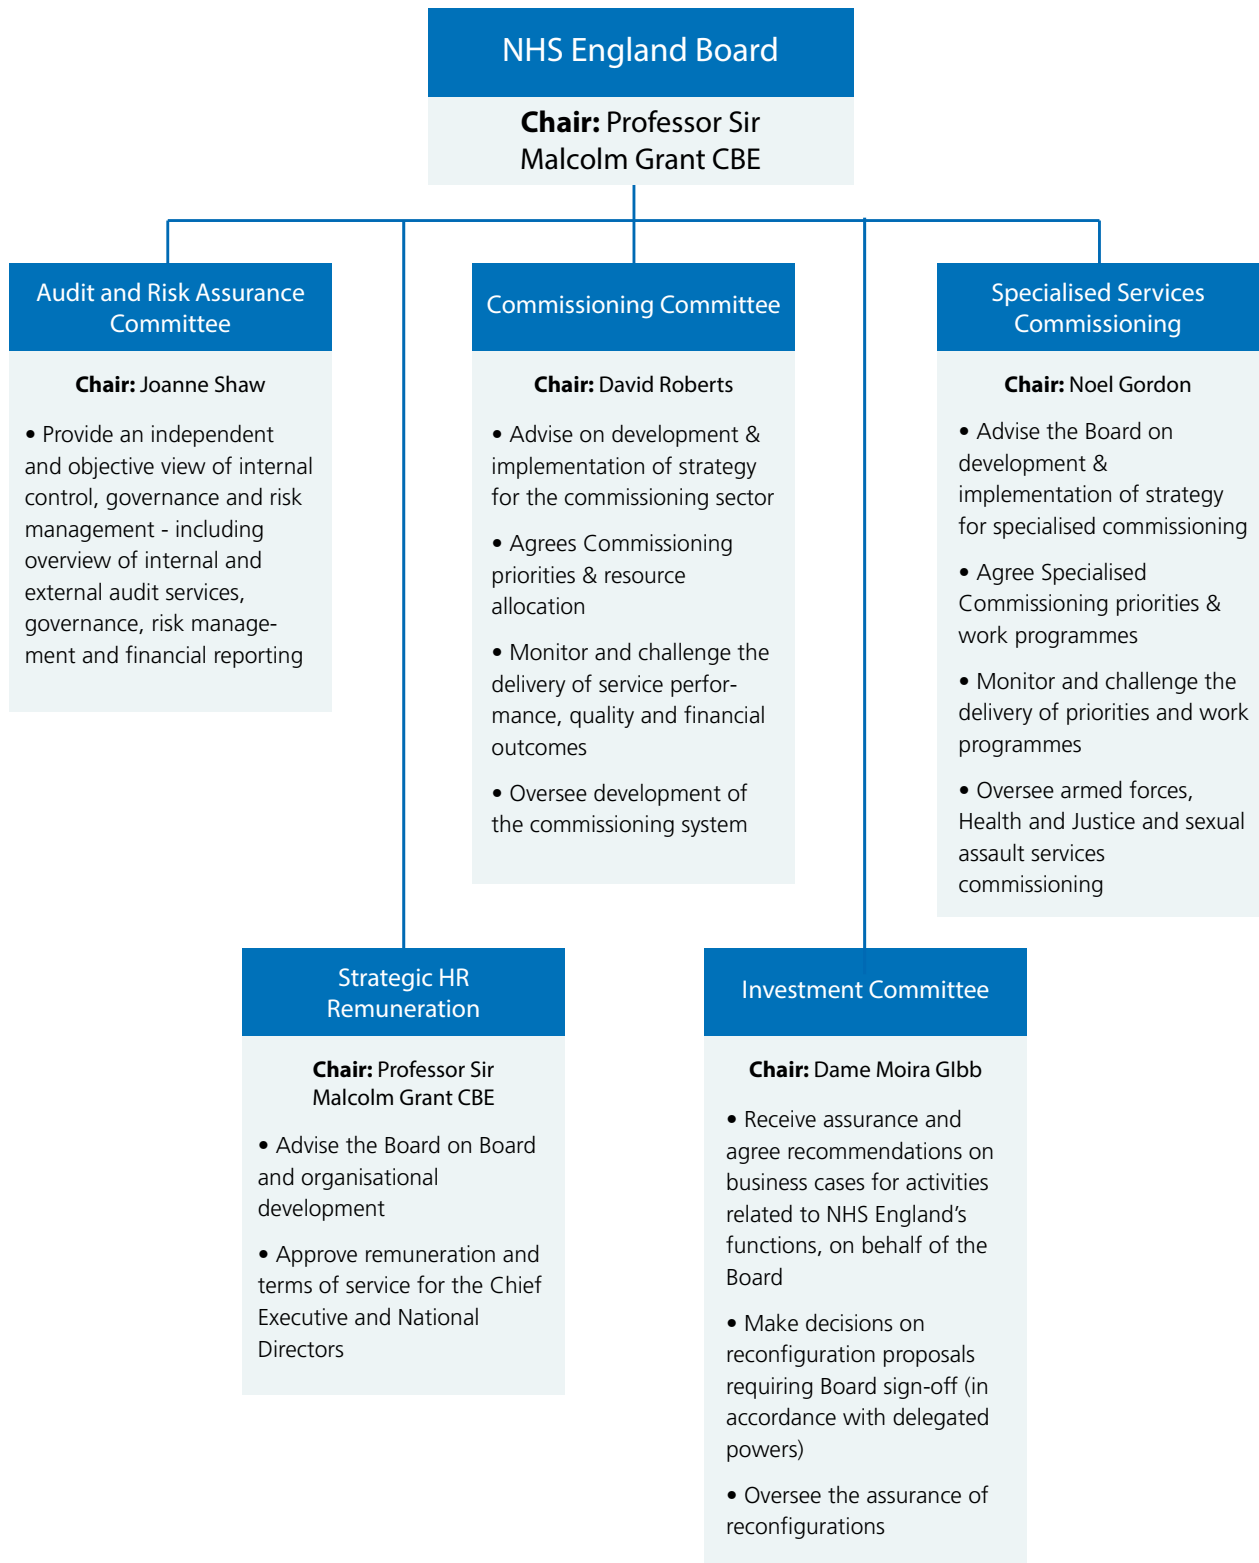 NHS England Board
Chair: Professor Sir
Malcolm Grant CBE
Audit and Risk Assurance
Committee
Chair: Joanne Shaw
• Provide an independent
and objective view of internal
control, governance and risk
management - including
overview of internal and
external audit services,
governance, risk manage-
ment and financial reporting
Commissioning Committee
Chair: David Roberts
• Advise on development &
implementation of strategy
for the commissioning sector
• Agrees Commissioning
priorities & resource
allocation
• Monitor and challenge the
delivery of service perfor-
mance, quality and financial
outcomes
• Oversee development of
the commissioning system
Specialised Services
Commissioning
Chair: Noel Gordon
• Advise the Board on
development &
implementation of strategy
for specialised commissioning
• Agree Specialised
Commissioning priorities &
work programmes
• Monitor and challenge the
delivery of priorities and work
programmes
• Oversee armed forces,
Health and Justice and sexual
assault services
commissioning
Strategic HR
Remuneration
Chair: Professor Sir
Malcolm Grant CBE
• Advise the Board on Board
and organisational
development
• Approve remuneration and
terms of service for the Chief
Executive and National
Directors
Investment Committee
Chair: Dame Moira GIbb
• Receive assurance and
agree recommendations on
business cases for activities
related to NHS England’s
functions, on behalf of the
Board
• Make decisions on
reconfiguration proposals
requiring Board sign-off (in
accordance with delegated
powers)
• Oversee the assurance of
reconfigurations